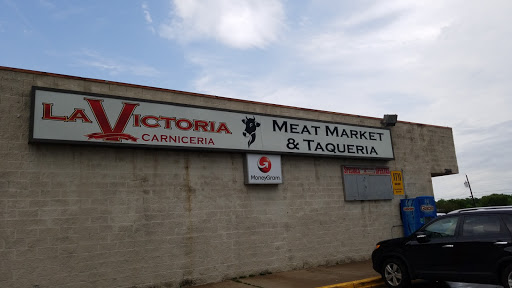 LA VICTORIA
CARNICERIA
MEAT MARKET
& TAQUERIA
MoneyGram